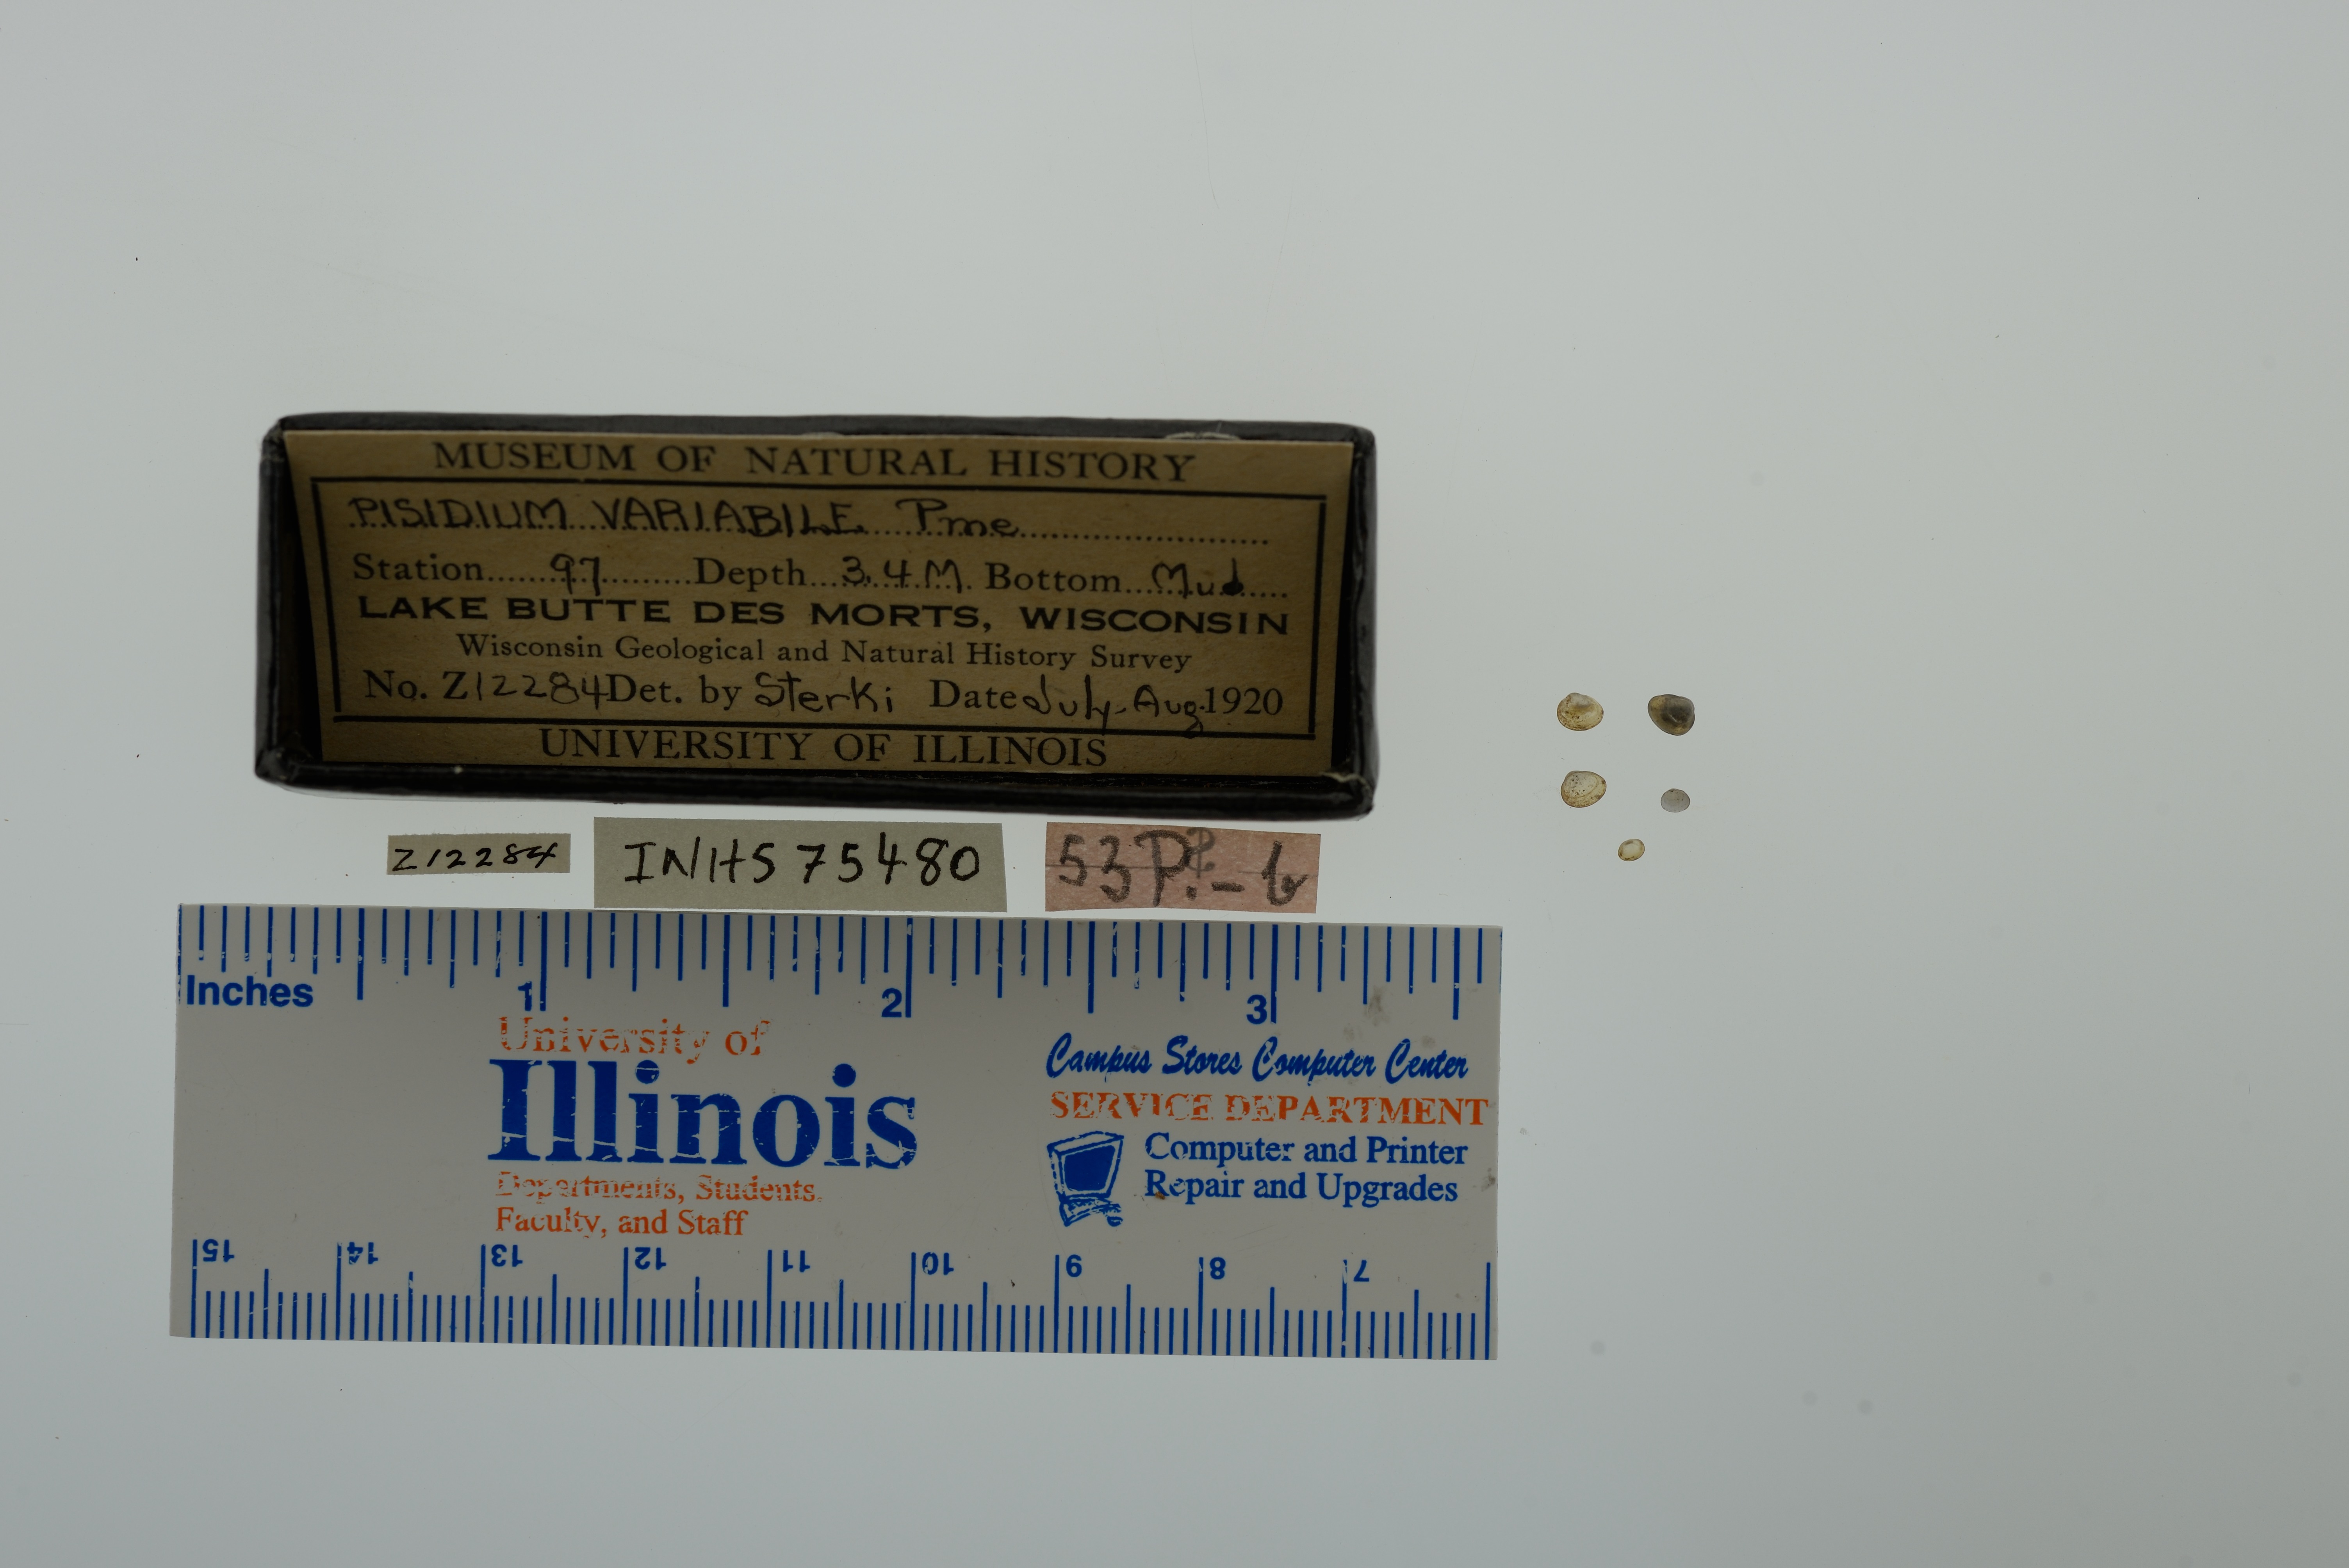 MUSEUM OF NATURAL HISTORY
PISIDIUM VARIABILE Pme
Station 97 Depth 3.4 M. Bottom Mud
LAKE BUTTE DES MORTS, WISCONSIN
Wisconsin Geological and Natural History Survey
No. Z12284 Det. by Sterki Date July-Aug. 1920
UNIVERSITY OF ILLINOIS
Z12284
INHS 75480
Inches 1 2 3
University of
Illinois
Departments, Students,
Faculty, and Staff
Campus Stores Computer Center
SERVICE DEPARTMENT
Computer and Printer
Repair and Upgrades
15 14 13 12 11 10 9 8 7